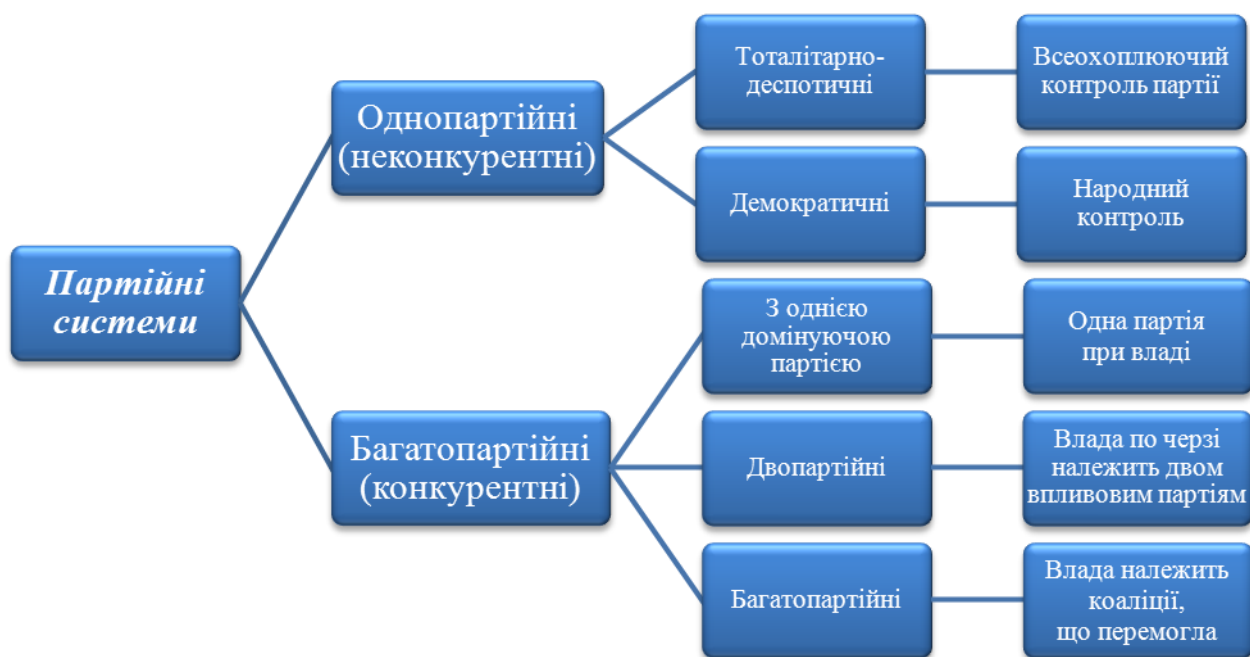 Партійні
системи
Однопартійні
(неконкурентні)
Тоталітарно-
деспотичні
Всеохоплюючий
контроль партії
Демократичні
Народний
контроль
Багатопартійні
(конкурентні)
З однією
домінуючою
партією
Одна партія
при владі
Двопартійні
Влада по черзі
належить двом
впливовим партіям
Багатопартійні
Влада належить
коаліції,
що перемогла